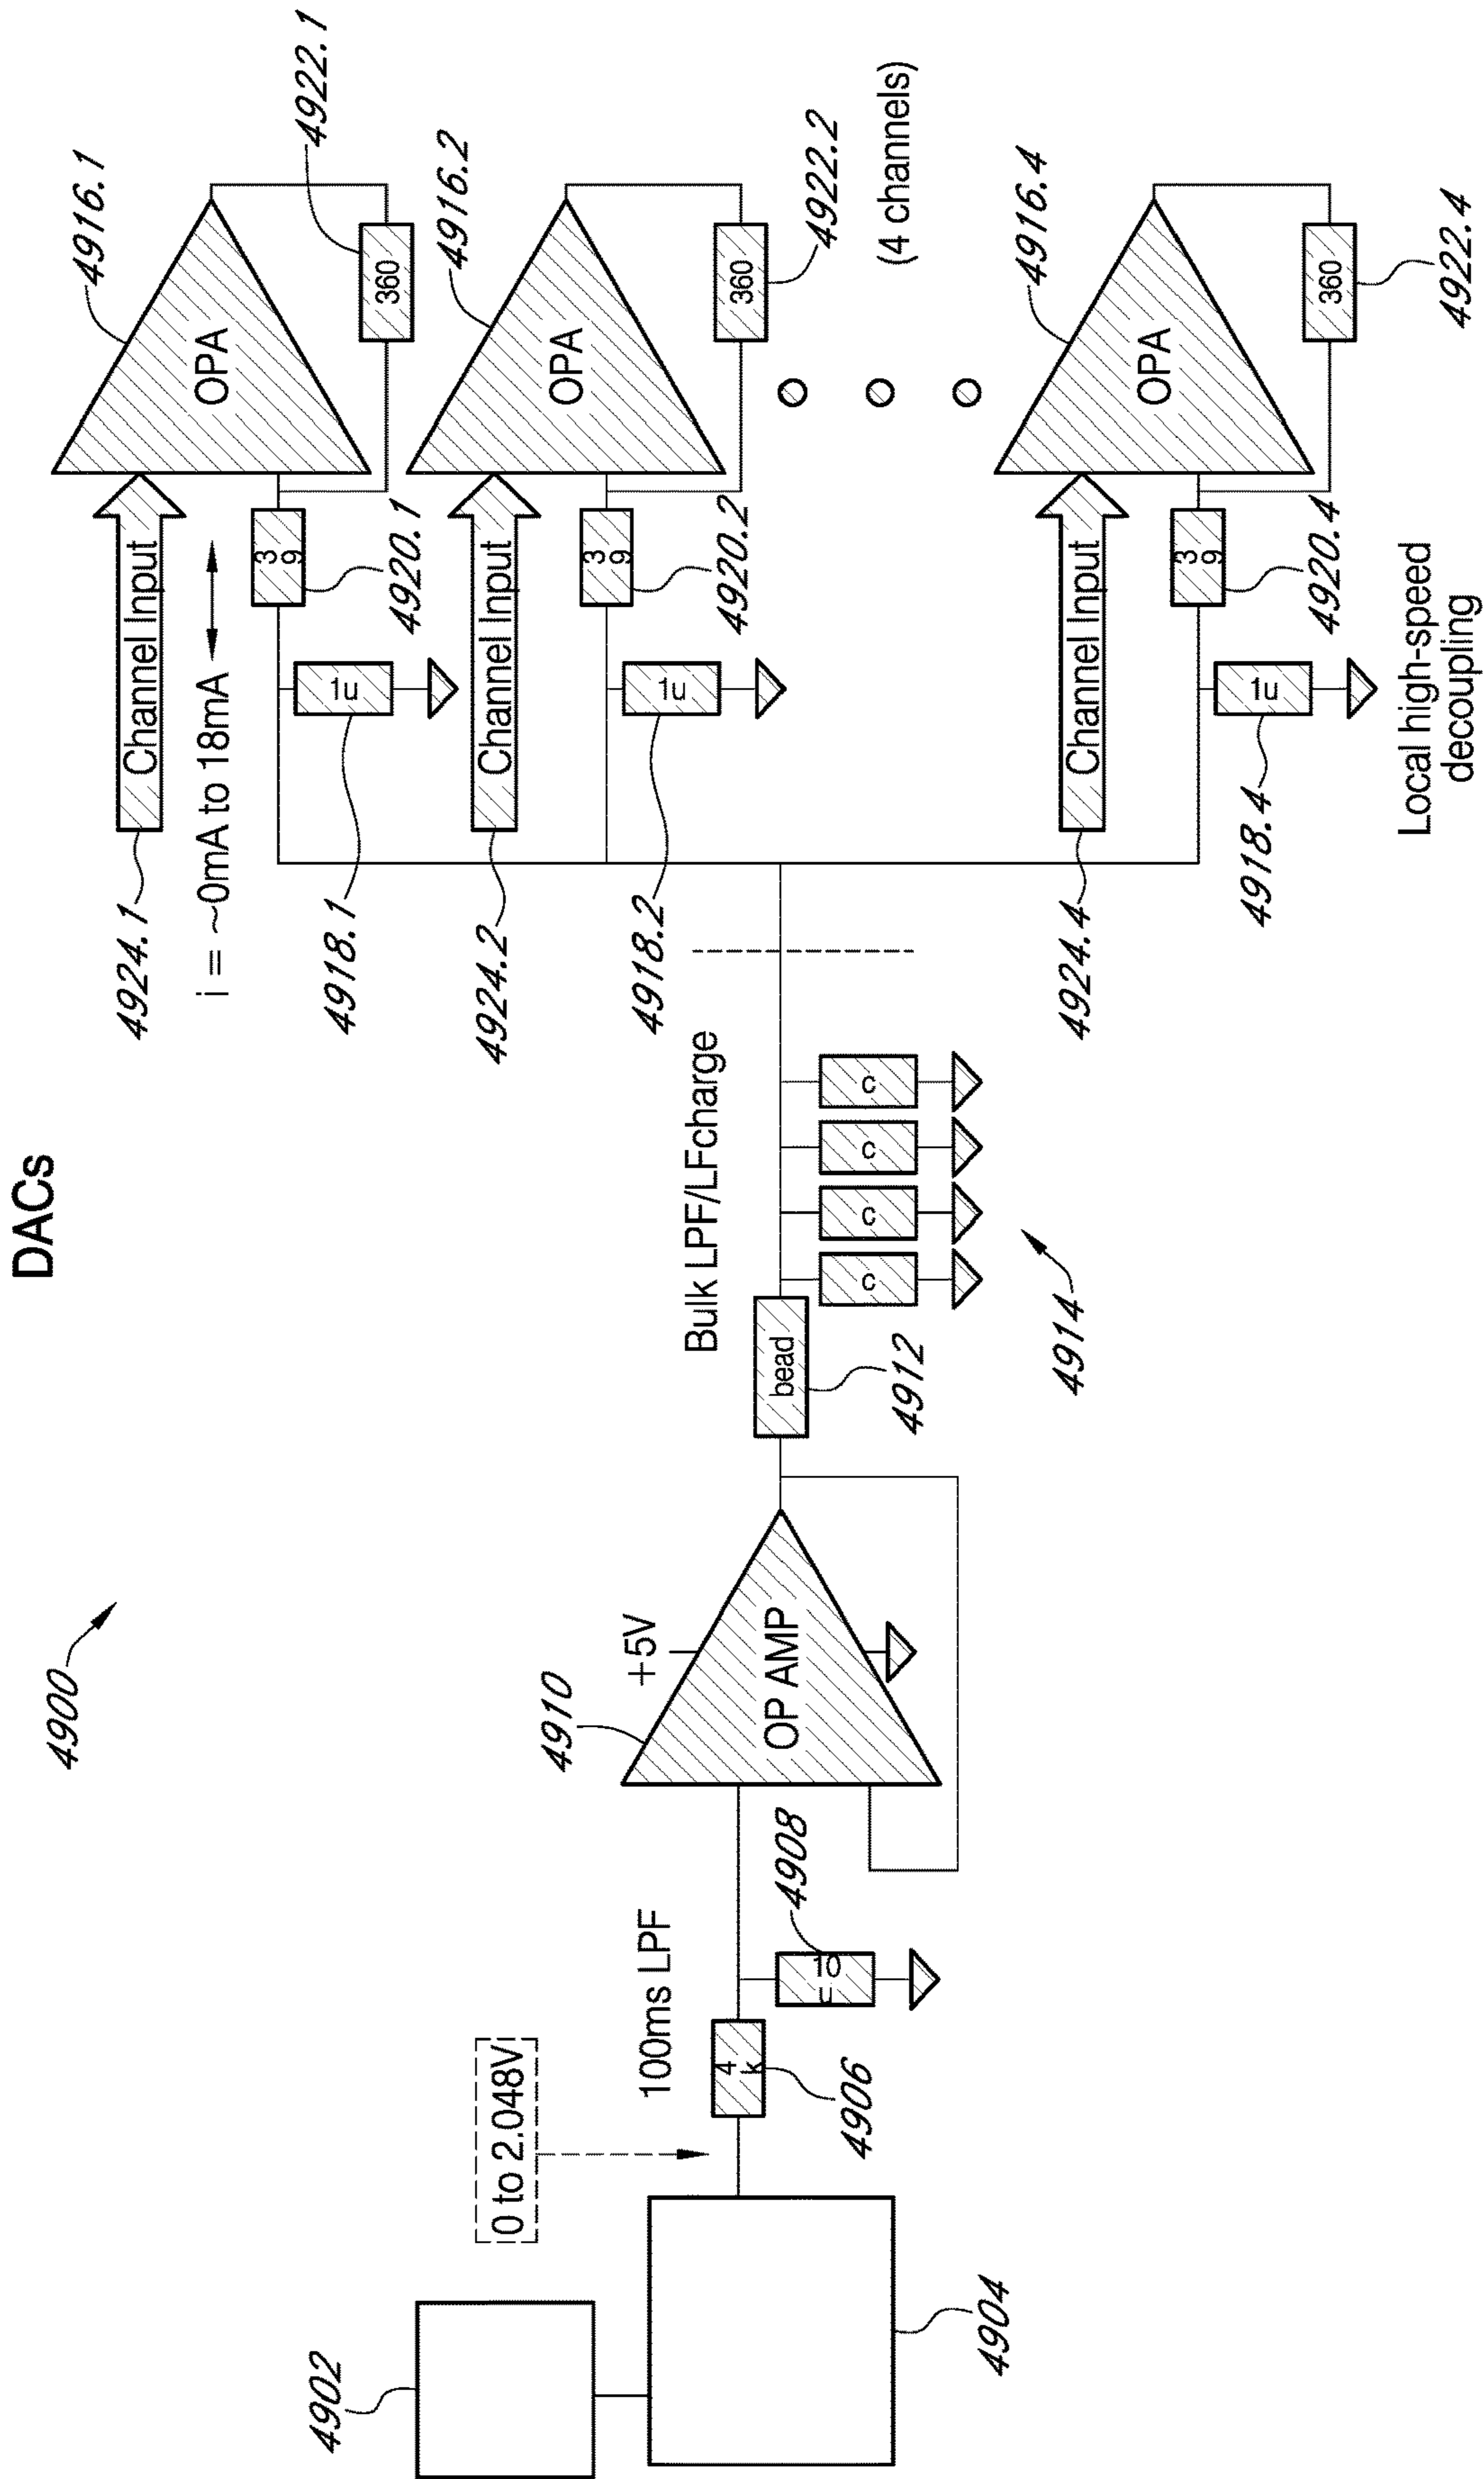 DACs
4900
4902
4904
0 to 2.048V
4906
4k
100ms LPF
10u
4908
4910
+5V
OP AMP
bead
4912
Bulk LPF/LFcharge
c
c
c
c
4914
4924.1
Channel Input
i = ~0mA to 18mA
4918.1
1u
39
4920.1
OPA
4916.1
360
4922.1
4924.2
Channel Input
4918.2
1u
39
4920.2
OPA
4916.2
360
4922.2
(4 channels)
4924.4
Channel Input
4918.4
1u
39
4920.4
OPA
4916.4
360
4922.4
Local high-speed
decoupling